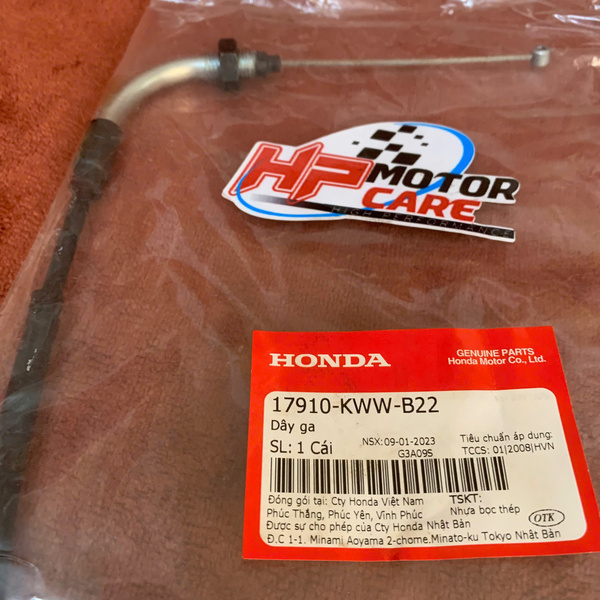 HP MOTOR
CARE
HIGH PERFORMANCE
HONDA
GENUINE PARTS
Honda Motor Co., Ltd.
17910-KWW-B22
Dây ga
SL: 1 Cái
NSX: 09-01-2023
G3A09S
Tiêu chuẩn áp dụng:
TCCS: 01|2008|HVN
Đóng gói tại: Cty Honda Việt Nam
Phúc Thắng, Phúc Yên, Vĩnh Phúc
TSKT:
Nhựa bọc thép
Được sự cho phép của Cty Honda Nhật Bản
Đ.C 1-1. Minami Aoyama 2-chome.Minato-ku Tokyo Nhật Bản
OTK